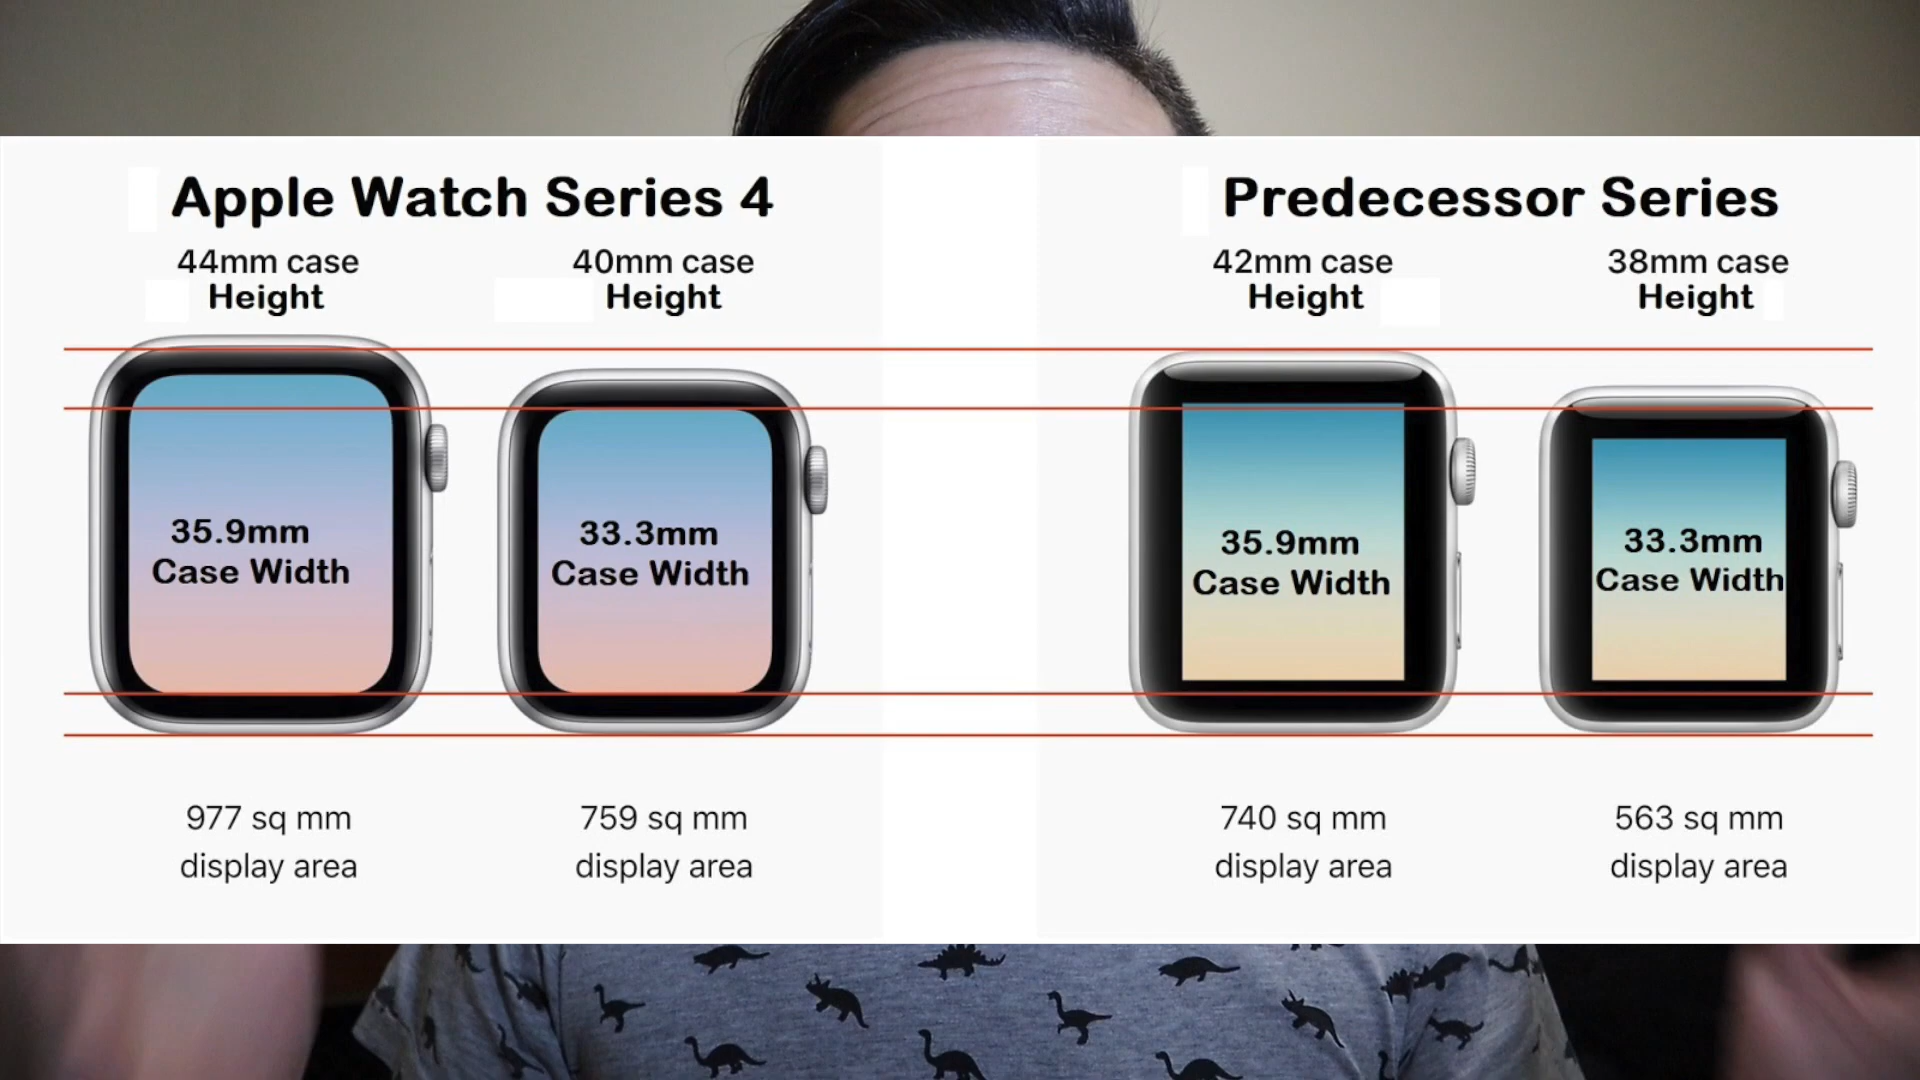 Apple Watch Series 4
44mm case
Height
40mm case
Height
35.9mm
Case Width
33.3mm
Case Width
977 sq mm
display area
759 sq mm
display area
Predecessor Series
42mm case
Height
38mm case
Height
35.9mm
Case Width
33.3mm
Case Width
740 sq mm
display area
563 sq mm
display area